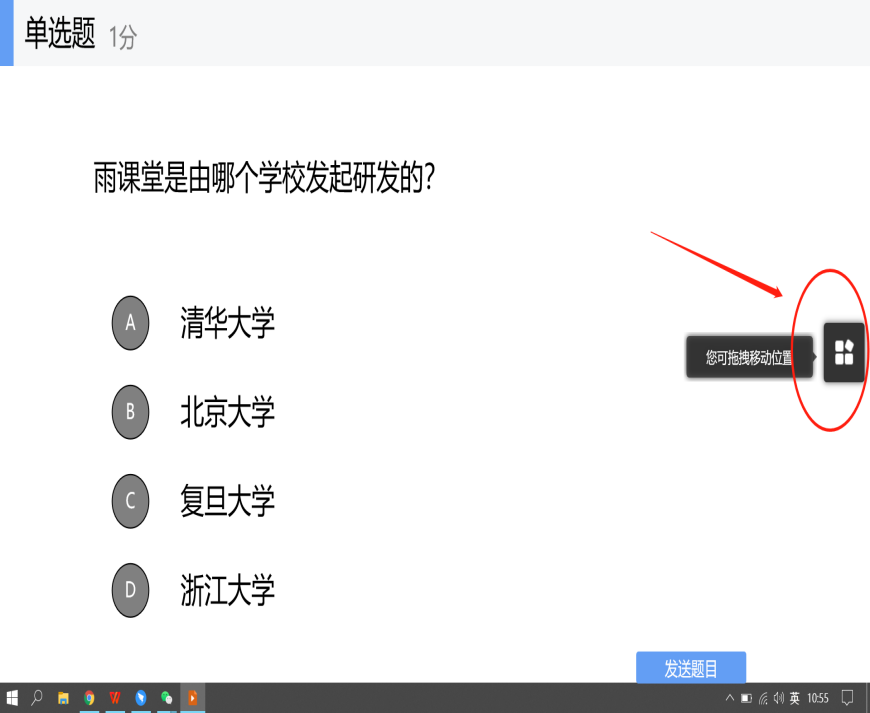 单选题 1分
雨课堂是由哪个学校发起研发的?
A 清华大学
您可拖拽移动位置
B 北京大学
C 复旦大学
D 浙江大学
发送题目
英 10:55